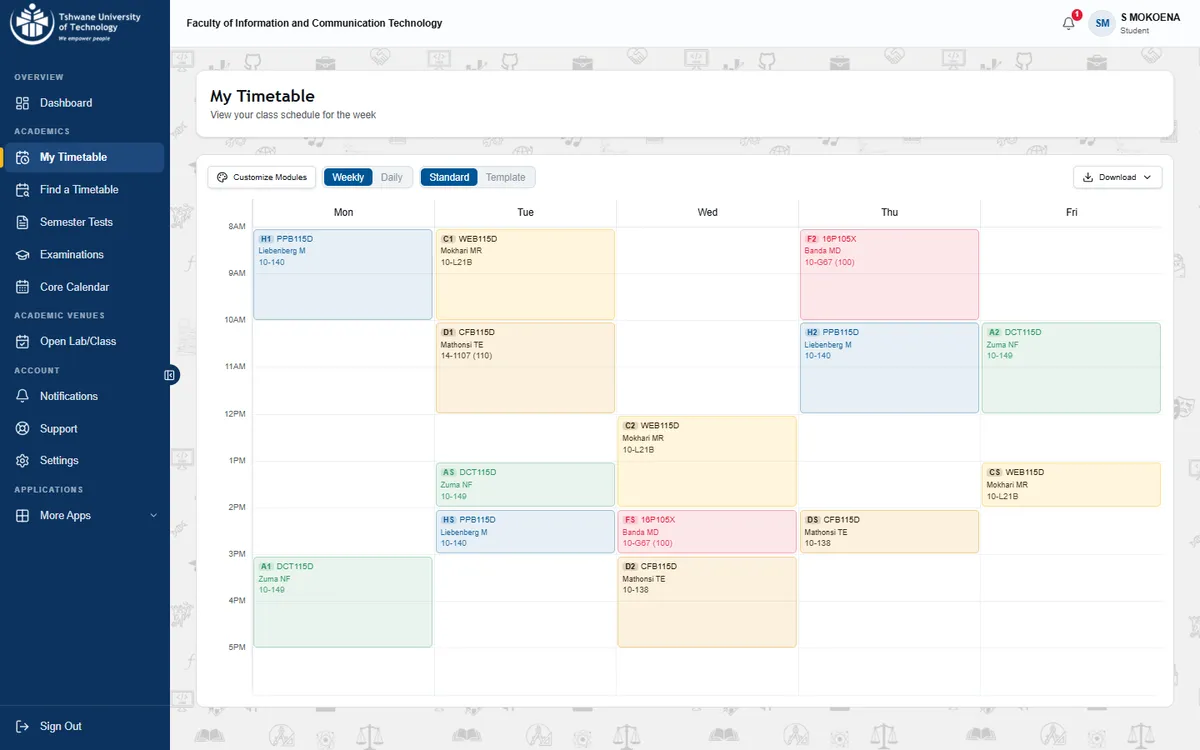 Tshwane University
of Technology
We empower people
Faculty of Information and Communication Technology
1
SM
S MOKOENA
Student
OVERVIEW
Dashboard
ACADEMICS
My Timetable
Find a Timetable
Semester Tests
Examinations
Core Calendar
ACADEMIC VENUES
Open Lab/Class
ACCOUNT
Notifications
Support
Settings
APPLICATIONS
More Apps
Sign Out
My Timetable
View your class schedule for the week
Customize Modules
Weekly
Daily
Standard
Template
Download
Mon
Tue
Wed
Thu
Fri
8AM
9AM
10AM
11AM
12PM
1PM
2PM
3PM
4PM
5PM
H1 PPB115D
Liebenberg M
10-140
A1 DCT115D
Zuma NF
10-149
C1 WEB115D
Mokhari MR
10-L21B
D1 CFB115D
Mathonsi TE
14-1107 (110)
AS DCT115D
Zuma NF
10-149
HS PPB115D
Liebenberg M
10-140
C2 WEB115D
Mokhari MR
10-L21B
FS 16P105X
Banda MD
10-G67 (100)
D2 CFB115D
Mathonsi TE
10-138
F2 16P105X
Banda MD
10-G67 (100)
H2 PPB115D
Liebenberg M
10-140
DS CFB115D
Mathonsi TE
10-138
A2 DCT115D
Zuma NF
10-149
CS WEB115D
Mokhari MR
10-L21B